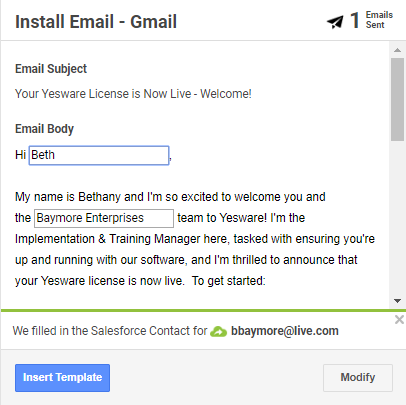 Install Email - Gmail
1 Emails Sent
Email Subject
Your Yesware License is Now Live - Welcome!
Email Body
Hi Beth,
My name is Bethany and I'm so excited to welcome you and
the Baymore Enterprises team to Yesware! I'm the
Implementation & Training Manager here, tasked with ensuring you're
up and running with our software, and I'm thrilled to announce that
your Yesware license is now live. To get started:
We filled in the Salesforce Contact for bbaymore@live.com
Insert Template
Modify